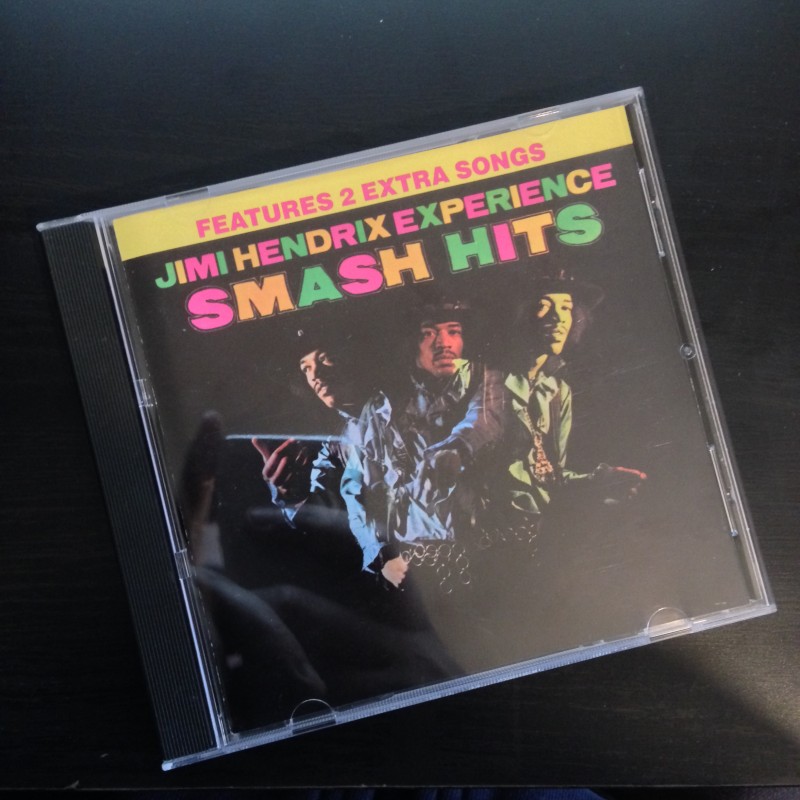 FEATURES 2 EXTRA SONGS
JIMI HENDRIX EXPERIENCE
SMASH HITS